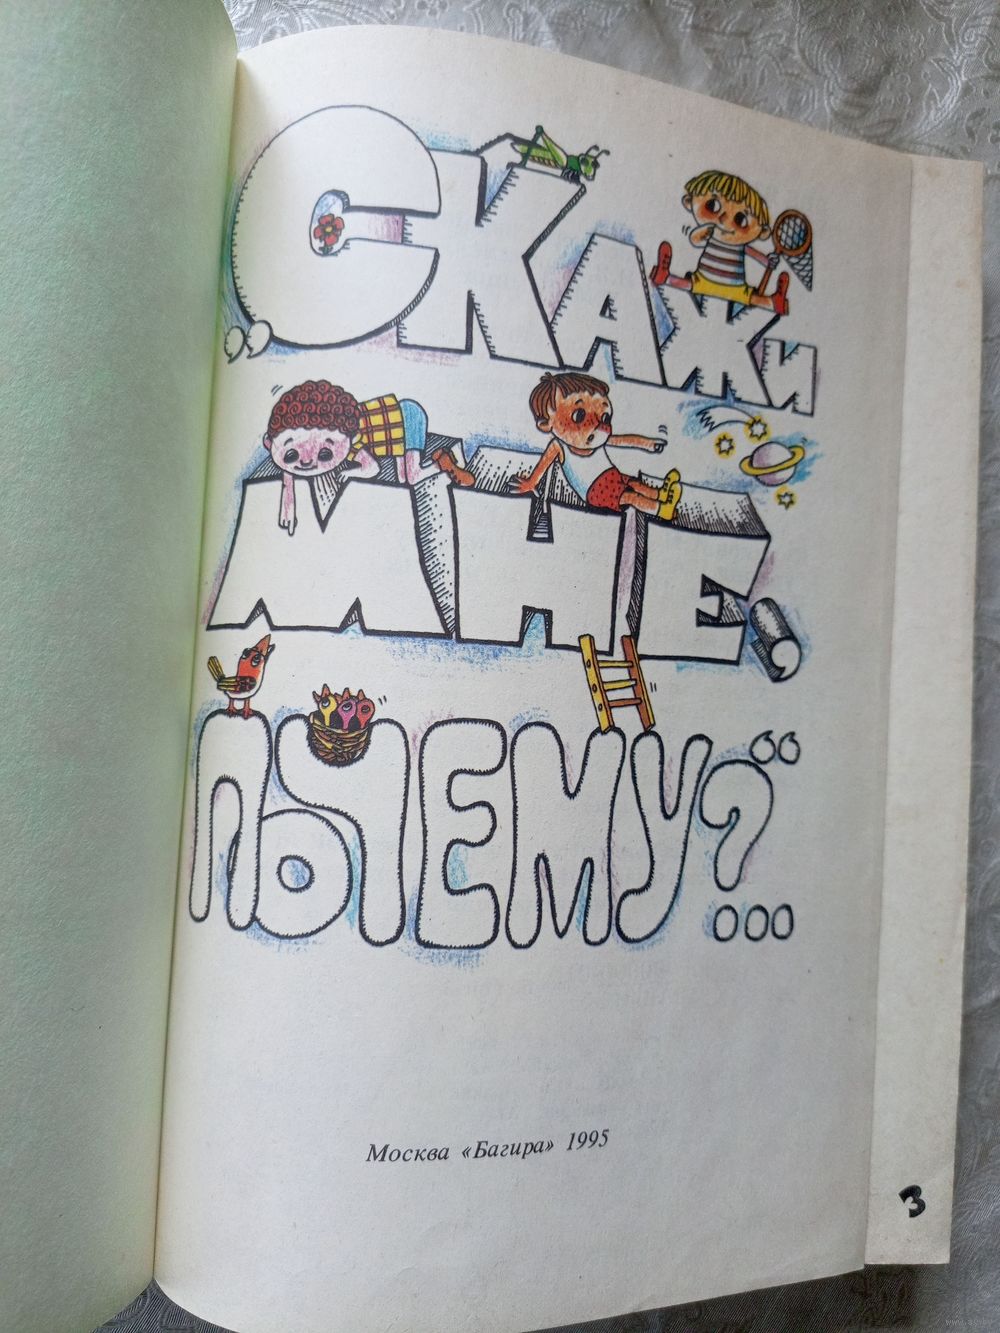 „СКАЖИ
МНЕ,
ПОЧЕМУ?“...
Москва «Багира» 1995
3